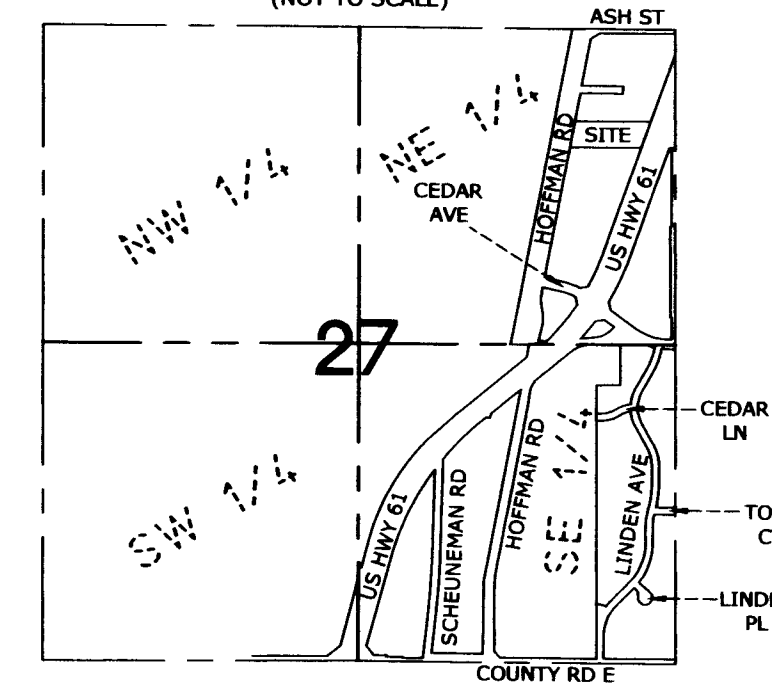 (NOT TO SCALE)
ASH ST
NW 1/4
NE 1/4
HOFFMAN RD
SITE
CEDAR
AVE
US HWY 61
27
CEDAR
LN
SW 1/4
SE 1/4
US HWY 61
SCHEUNEMAN RD
HOFFMAN RD
LINDEN AVE
TO
C
LIND
PL
COUNTY RD E